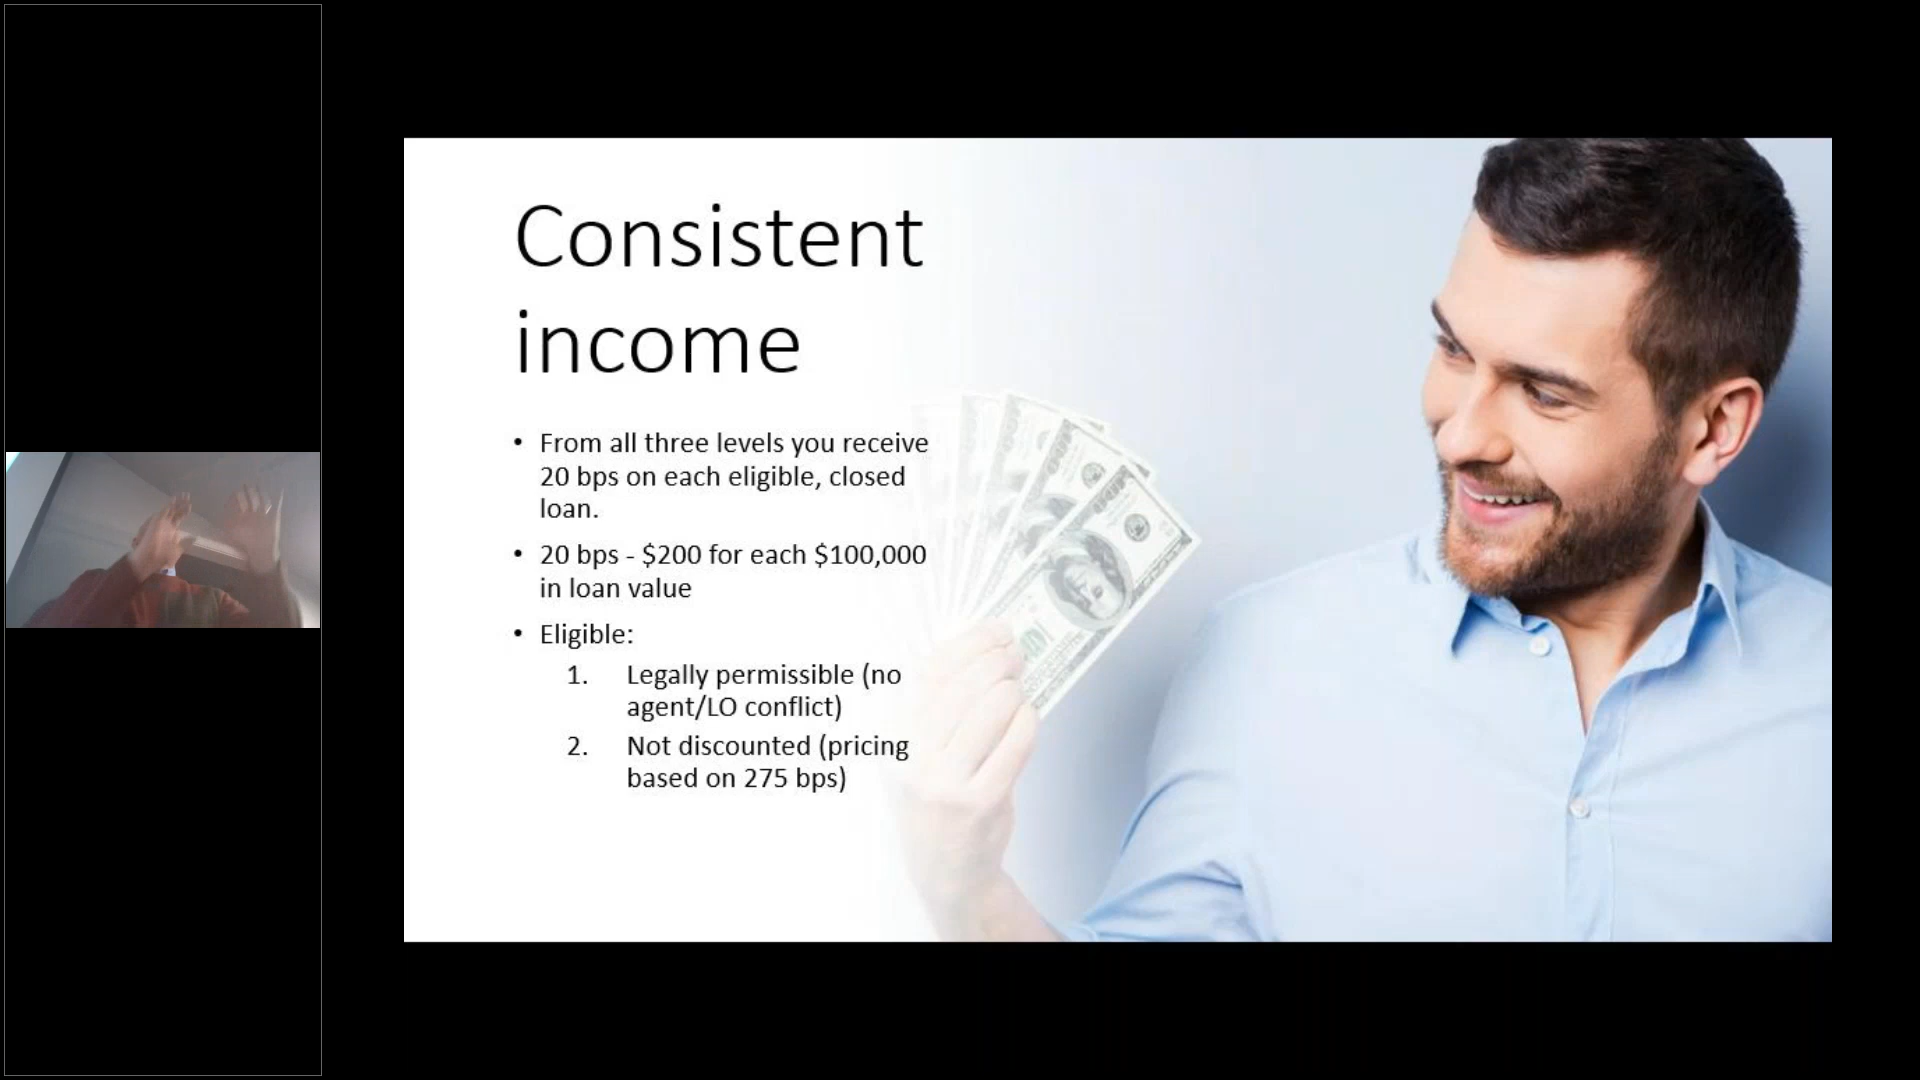 Consistent
income
• From all three levels you receive
20 bps on each eligible, closed
loan.
• 20 bps - $200 for each $100,000
in loan value
• Eligible:
1. Legally permissible (no
agent/LO conflict)
2. Not discounted (pricing
based on 275 bps)